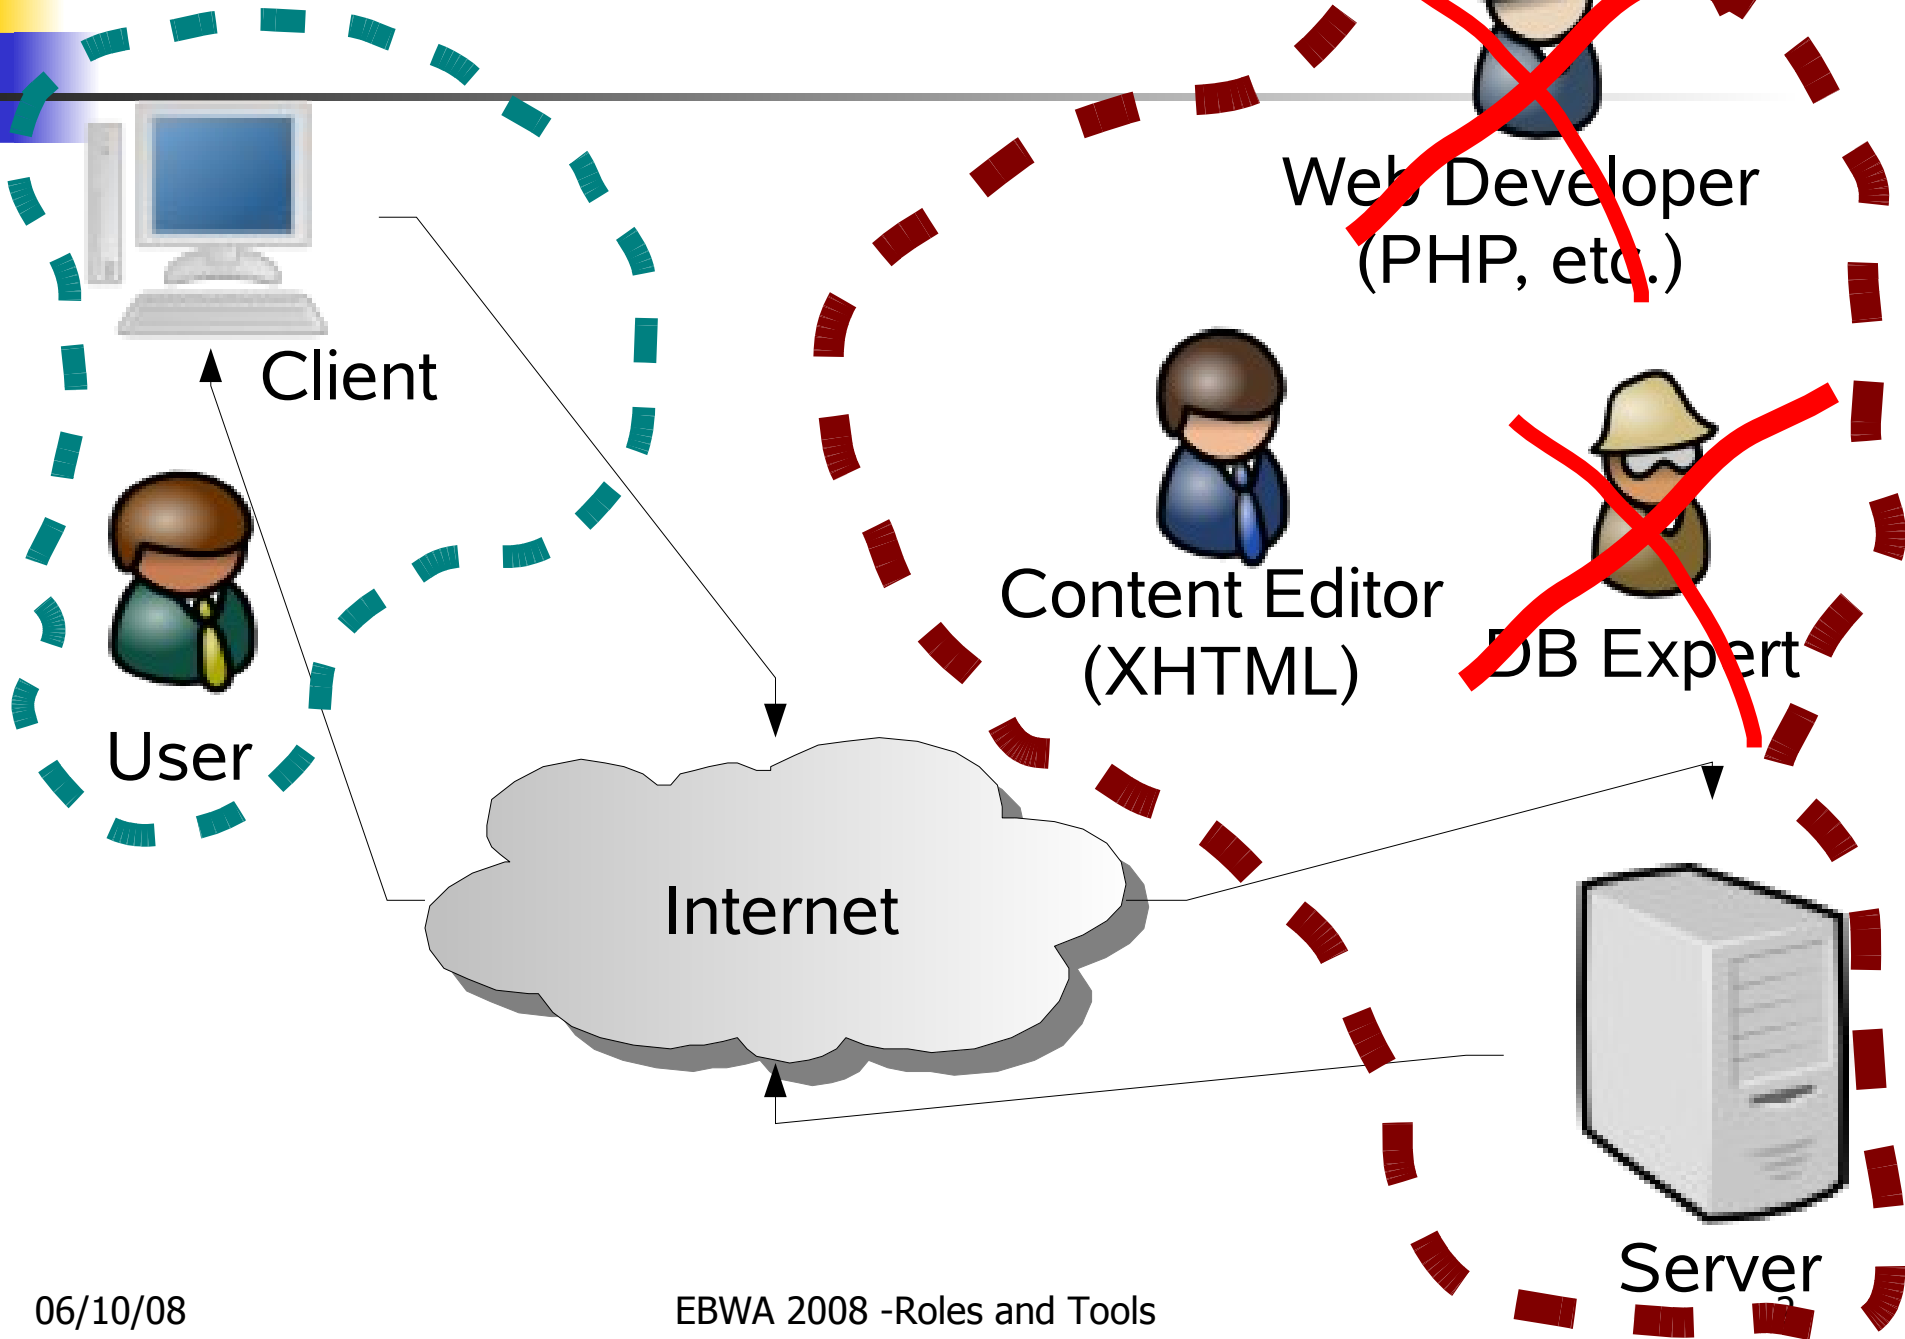 Web Developer
(PHP, etc.)
Client
Content Editor
(XHTML)
DB Expert
User
Internet
Server
06/10/08
EBWA 2008 -Roles and Tools